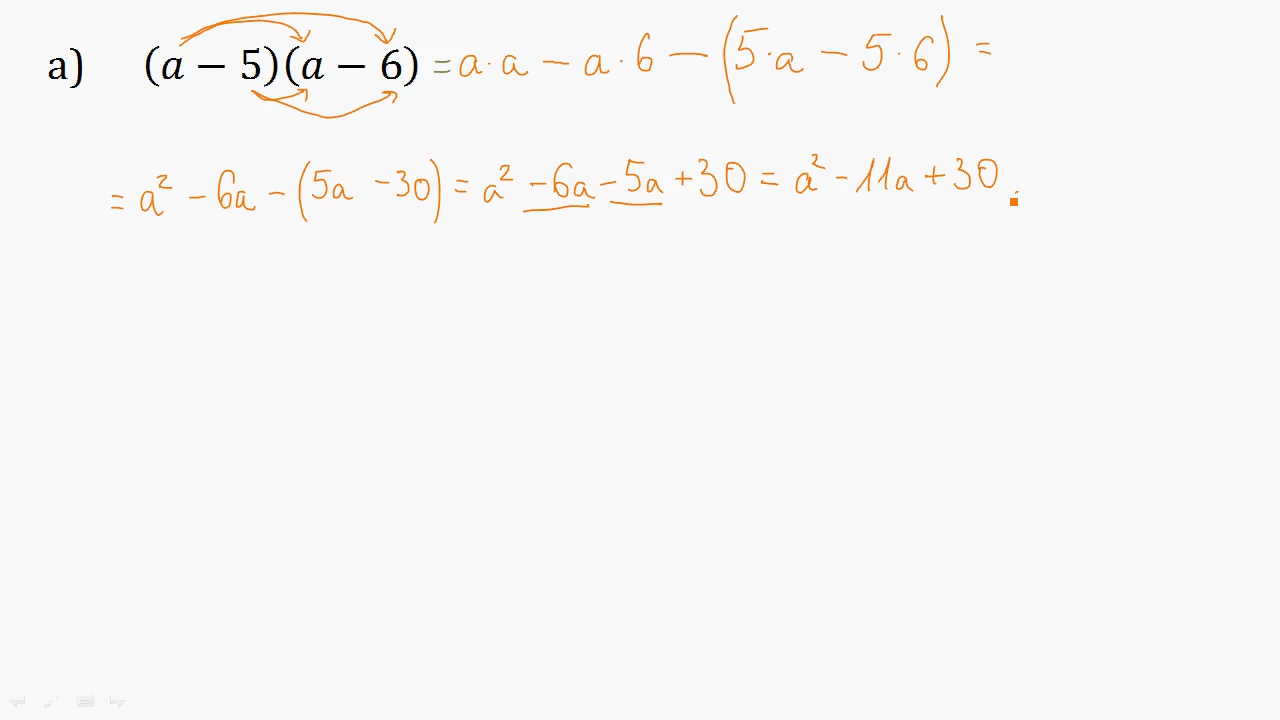 a) (a − 5)(a − 6) = a · a − a · 6 − (5 · a − 5 · 6) =
= a² − 6a − (5a − 30) = a² − 6a − 5a + 30 = a² − 11a + 30